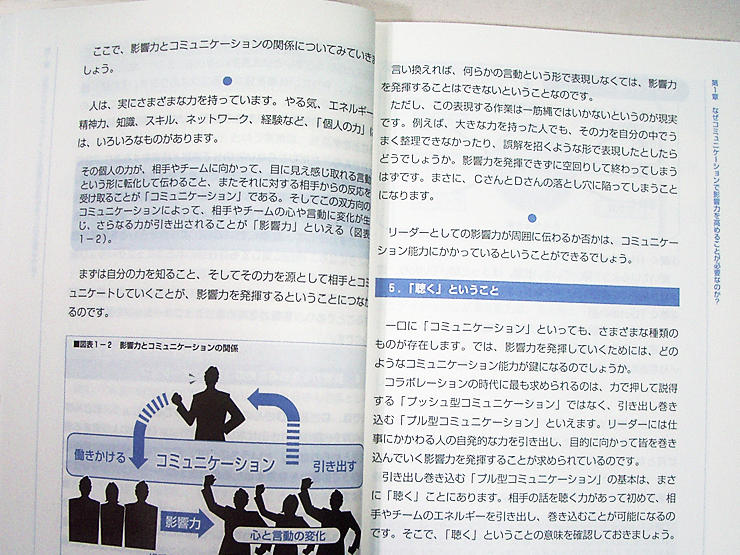 ここで、影響力とコミュニケーションの関係についてみていきま
しょう。
人は、実にさまざまな力を持っています。やる気、エネルギー
精神力、知識、スキル、ネットワーク、経験など、「個人の力」に
は、いろいろなものがあります。
その個人の力が、相手やチームに向かって、目に見え感じ取れる言動
という形に転化して伝わること、またそれに対する相手からの反応を
受け取ることが「コミュニケーション」である。そしてこの双方向の
コミュニケーションによって、相手やチームの心や言動に変化が生
じ、さらなる力が引き出されることが「影響力」といえる（図表
1−2）。
まずは自分の力を知ること、そしてその力を源として相手とコミ
ュニケートしていくことが、影響力を発揮するということにつなが
るのです。
■図表1−2　影響力とコミュニケーションの関係
働きかける
コミュニケーション
引き出す
影響力
心と言動の変化
言い換えれば、何らかの言動という形で表現しなくては、影響力
を発揮することはできないということなのです。
ただし、この表現する作業は一筋縄ではいかないというのが現実
です。例えば、大きな力を持った人でも、その力を自分の中でう
まく整理できなかったり、誤解を招くような形で表現したとしたら
どうでしょうか。影響力を発揮できずに空回りして終わってしまう
はずです。まさに、CさんとDさんの落とし穴に陥ってしまうこと
になります。
リーダーとしての影響力が周囲に伝わるか否かは、コミュニケー
ション能力にかかっているということができるでしょう。
5．「聴く」ということ
一口に「コミュニケーション」といっても、さまざまな種類の
ものが存在します。では、影響力を発揮していくためには、どの
ようなコミュニケーション能力が鍵になるのでしょうか。
コラボレーションの時代に最も求められるのは、力で押して説得
する「プッシュ型コミュニケーション」ではなく、引き出し巻き
込む「プル型コミュニケーション」といえます。リーダーには仕
事にかかわる人の自発的な力を引き出し、目的に向かって皆を巻き
込んでいく影響力を発揮することが求められているのです。
引き出し巻き込む「プル型コミュニケーション」の基本は、まさ
に「聴く」ことにあります。相手の話を聴く力があって初めて、相
手やチームのエネルギーを引き出し、巻き込むことが可能になるの
です。そこで、「聴く」ということの意味を確認しておきましょう。
第1章　なぜコミュニケーションで影響力を高めることが必要なのか？